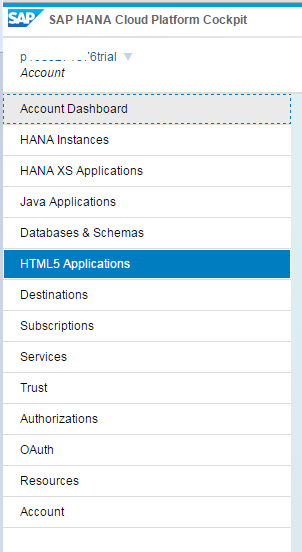 SAP SAP HANA Cloud Platform Cockpit
Account
Account Dashboard
HANA Instances
HANA XS Applications
Java Applications
Databases & Schemas
HTML5 Applications
Destinations
Subscriptions
Services
Trust
Authorizations
OAuth
Resources
Account